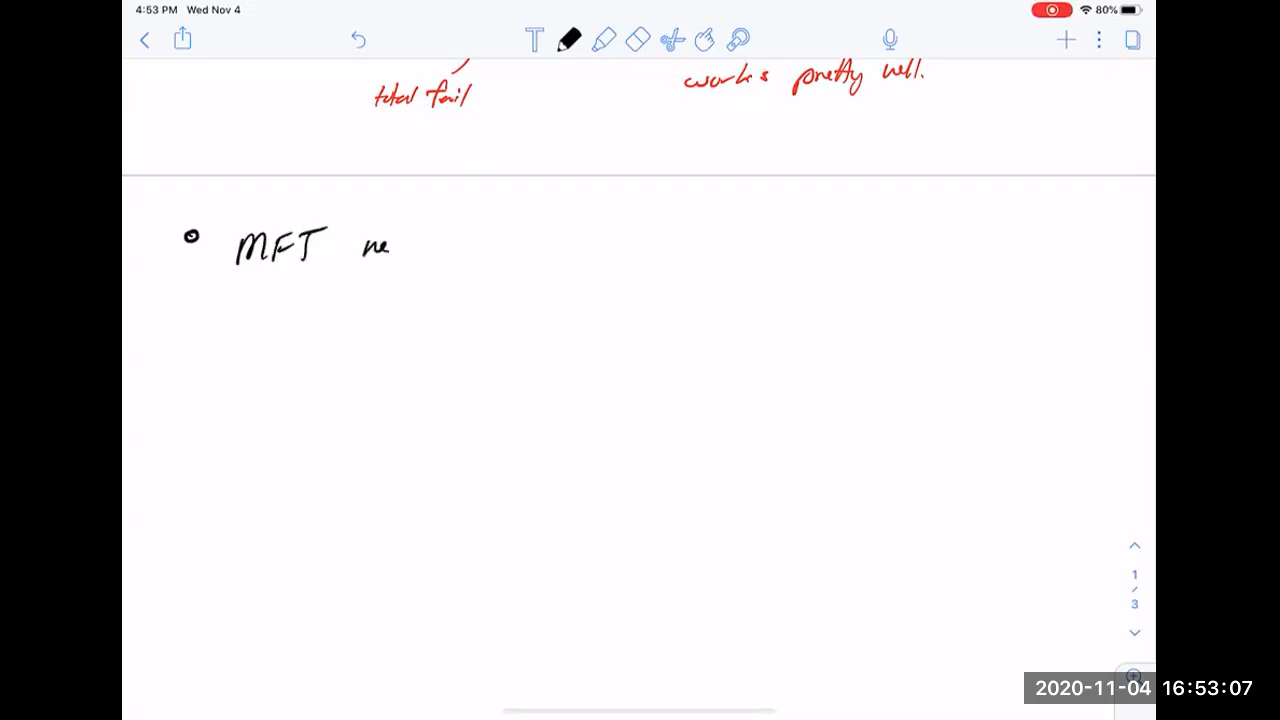 4:53 PM Wed Nov 4
80%
T
total fail
works pretty well.
MFT ne
1
/
3
2020-11-04 16:53:07